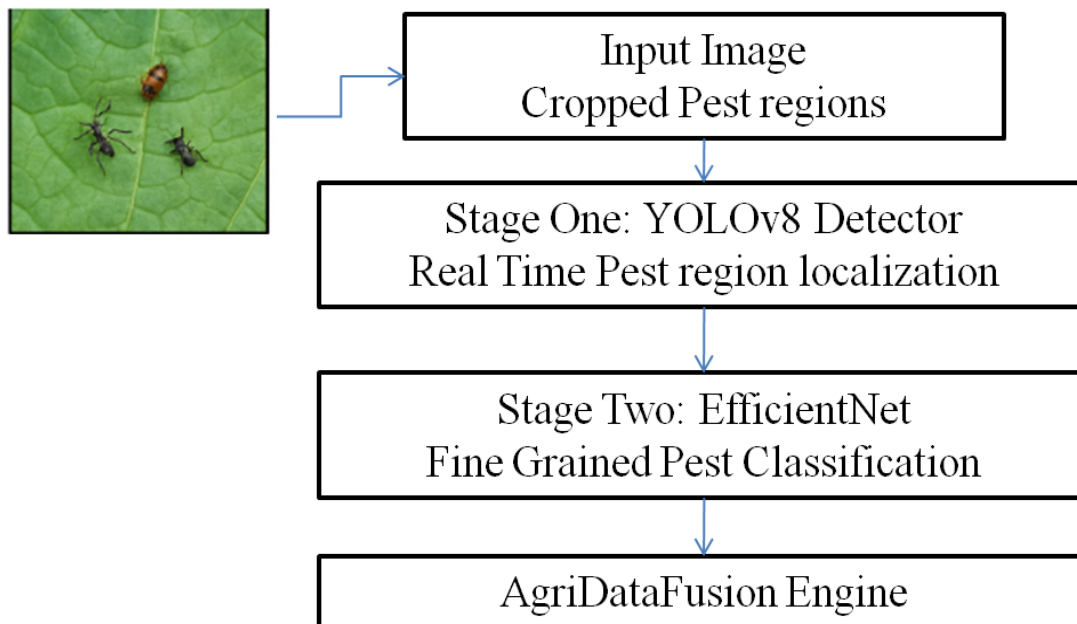 Input Image
Cropped Pest regions
Stage One: YOLOv8 Detector
Real Time Pest region localization
Stage Two: EfficientNet
Fine Grained Pest Classification
AgriDataFusion Engine